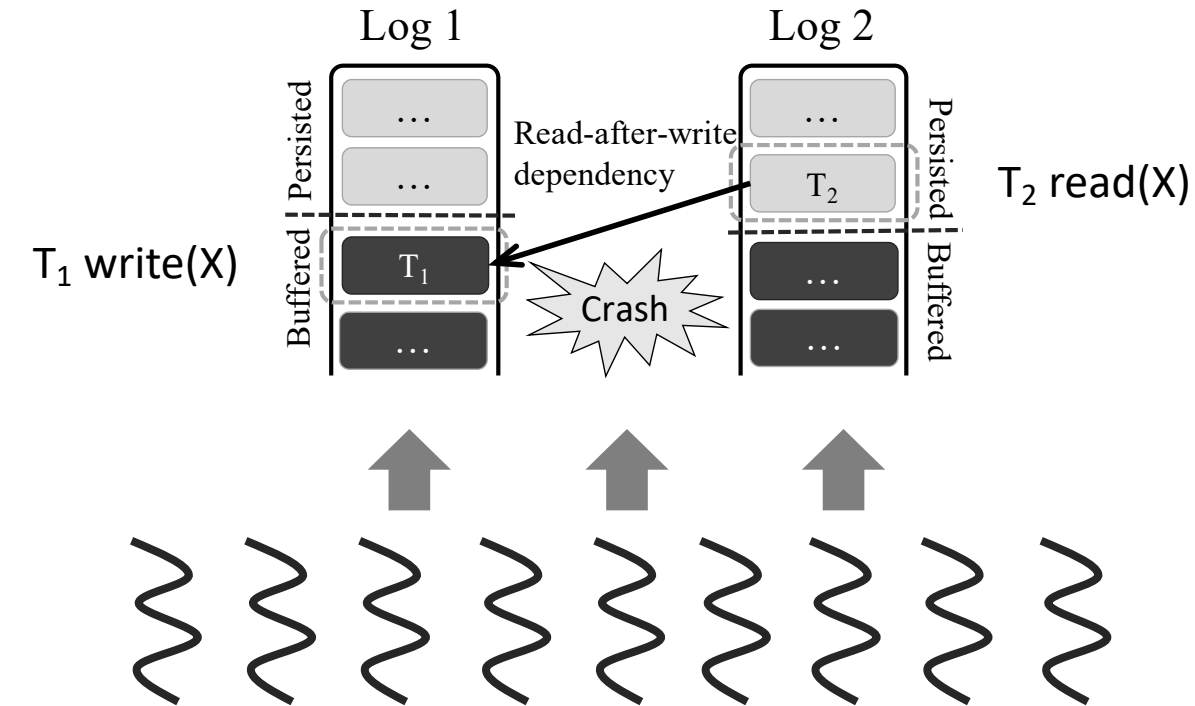 Log 1
Log 2
Persisted
...
...
Read-after-write
dependency
...
T₂
Persisted
T₂ read(X)
T₁ write(X)
Buffered
T₁
...
Crash
...
...
Buffered